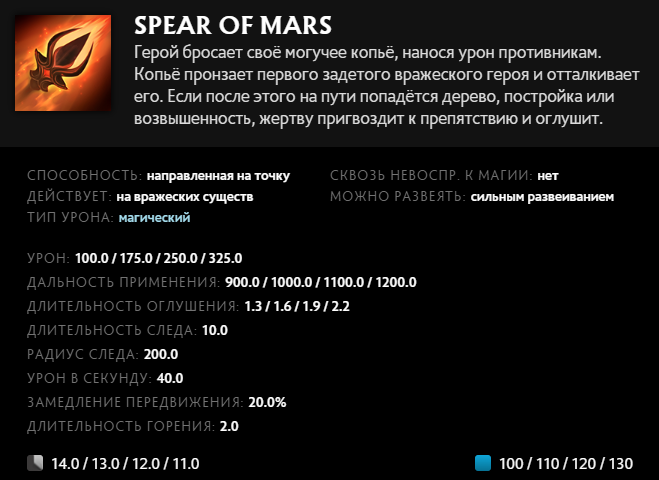 SPEAR OF MARS
Герой бросает своё могучее копьё, нанося урон противникам.
Копьё пронзает первого задетого вражеского героя и отталкивает
его. Если после этого на пути попадётся дерево, постройка или
возвышенность, жертву пригвоздит к препятствию и оглушит.
СПОСОБНОСТЬ: направленная на точку
СКВОЗЬ НЕВОСПР. К МАГИИ: нет
ДЕЙСТВУЕТ: на вражеских существ
МОЖНО РАЗВЕЯТЬ: сильным развеиванием
ТИП УРОНА: магический
УРОН: 100.0 / 175.0 / 250.0 / 325.0
ДАЛЬНОСТЬ ПРИМЕНЕНИЯ: 900.0 / 1000.0 / 1100.0 / 1200.0
ДЛИТЕЛЬНОСТЬ ОГЛУШЕНИЯ: 1.3 / 1.6 / 1.9 / 2.2
ДЛИТЕЛЬНОСТЬ СЛЕДА: 10.0
РАДИУС СЛЕДА: 200.0
УРОН В СЕКУНДУ: 40.0
ЗАМЕДЛЕНИЕ ПЕРЕДВИЖЕНИЯ: 20.0%
ДЛИТЕЛЬНОСТЬ ГОРЕНИЯ: 2.0
14.0 / 13.0 / 12.0 / 11.0
100 / 110 / 120 / 130